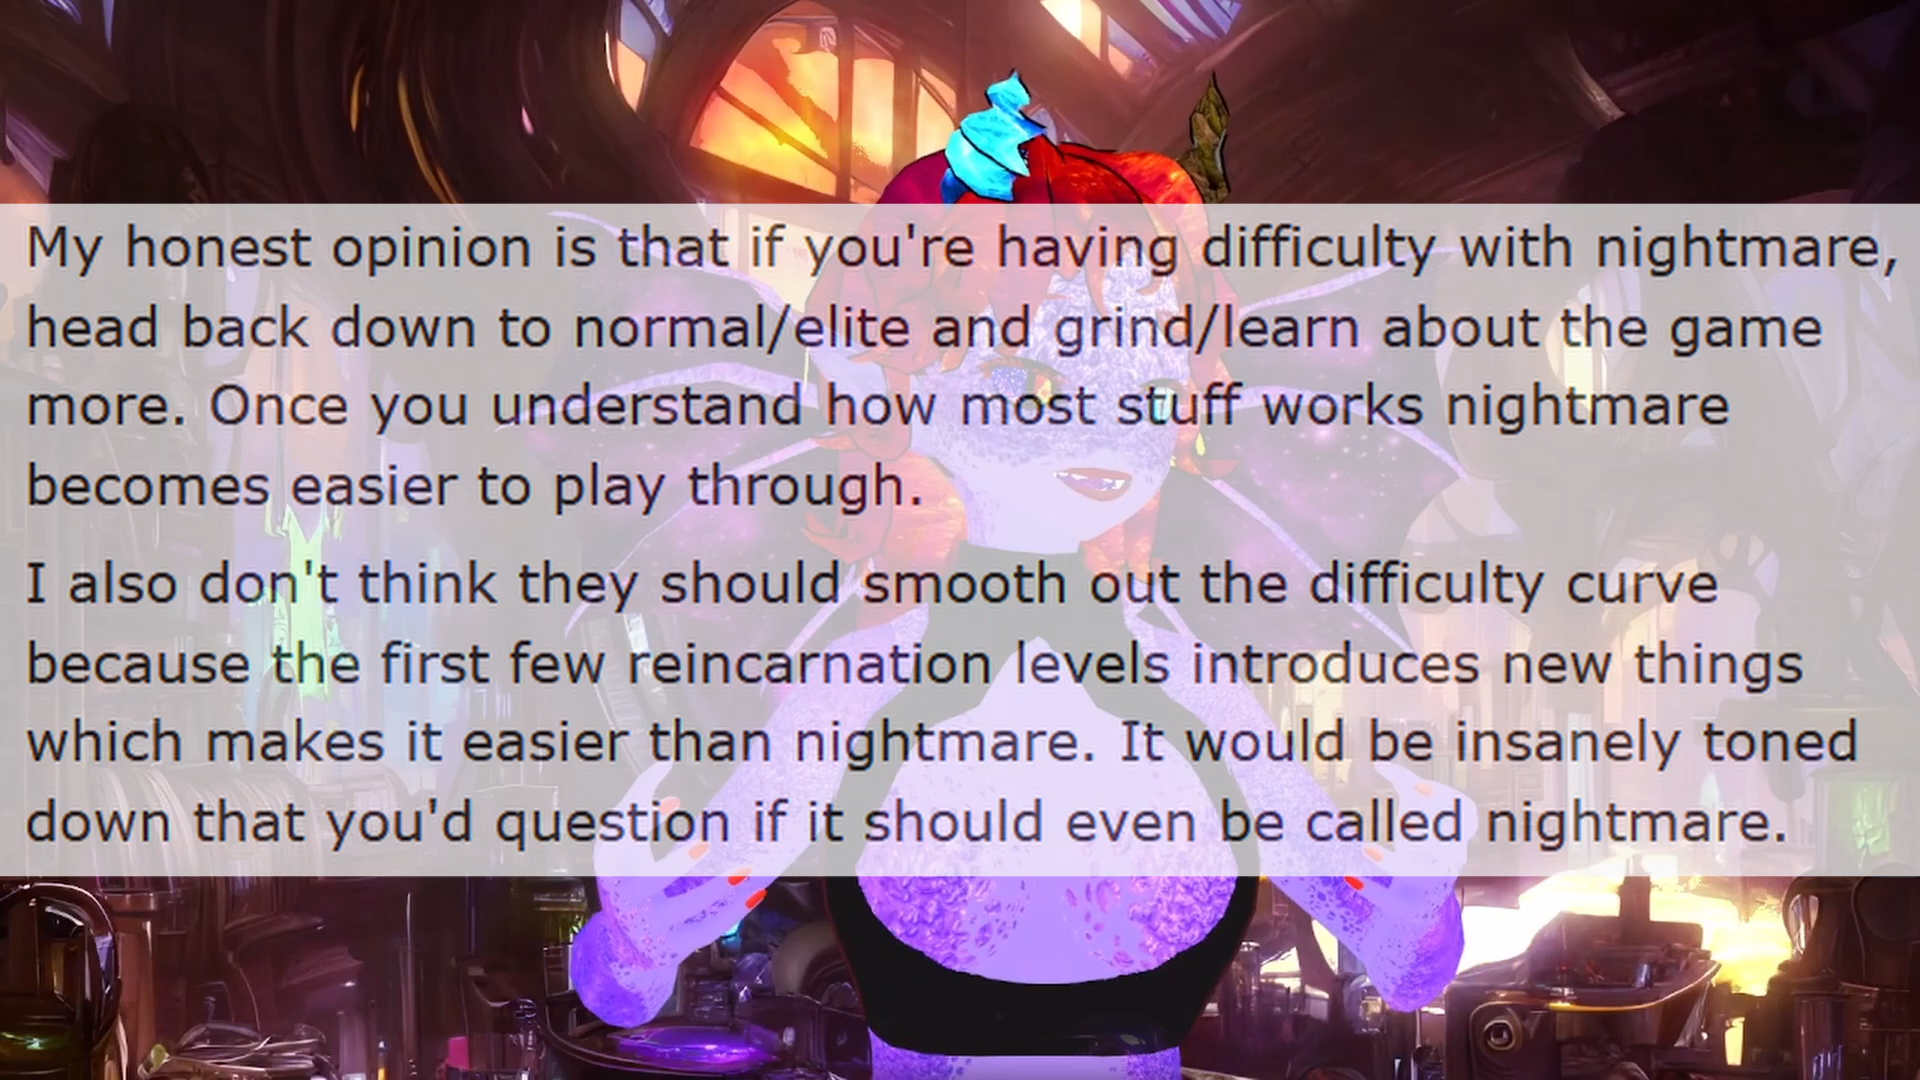 My honest opinion is that if you're having difficulty with nightmare,
head back down to normal/elite and grind/learn about the game
more. Once you understand how most stuff works nightmare
becomes easier to play through.
I also don't think they should smooth out the difficulty curve
because the first few reincarnation levels introduces new things
which makes it easier than nightmare. It would be insanely toned
down that you'd question if it should even be called nightmare.